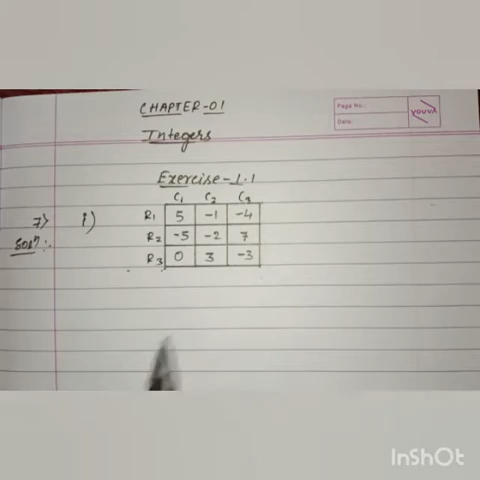 CHAPTER-01
Page No.:
Date:
YOUVA
Integers
Exercise-1.1
C1 C2 C3
7) i) R1 5 -1 -4
Solⁿ:- R2 -5 -2 7
R3 0 3 -3
InShOt